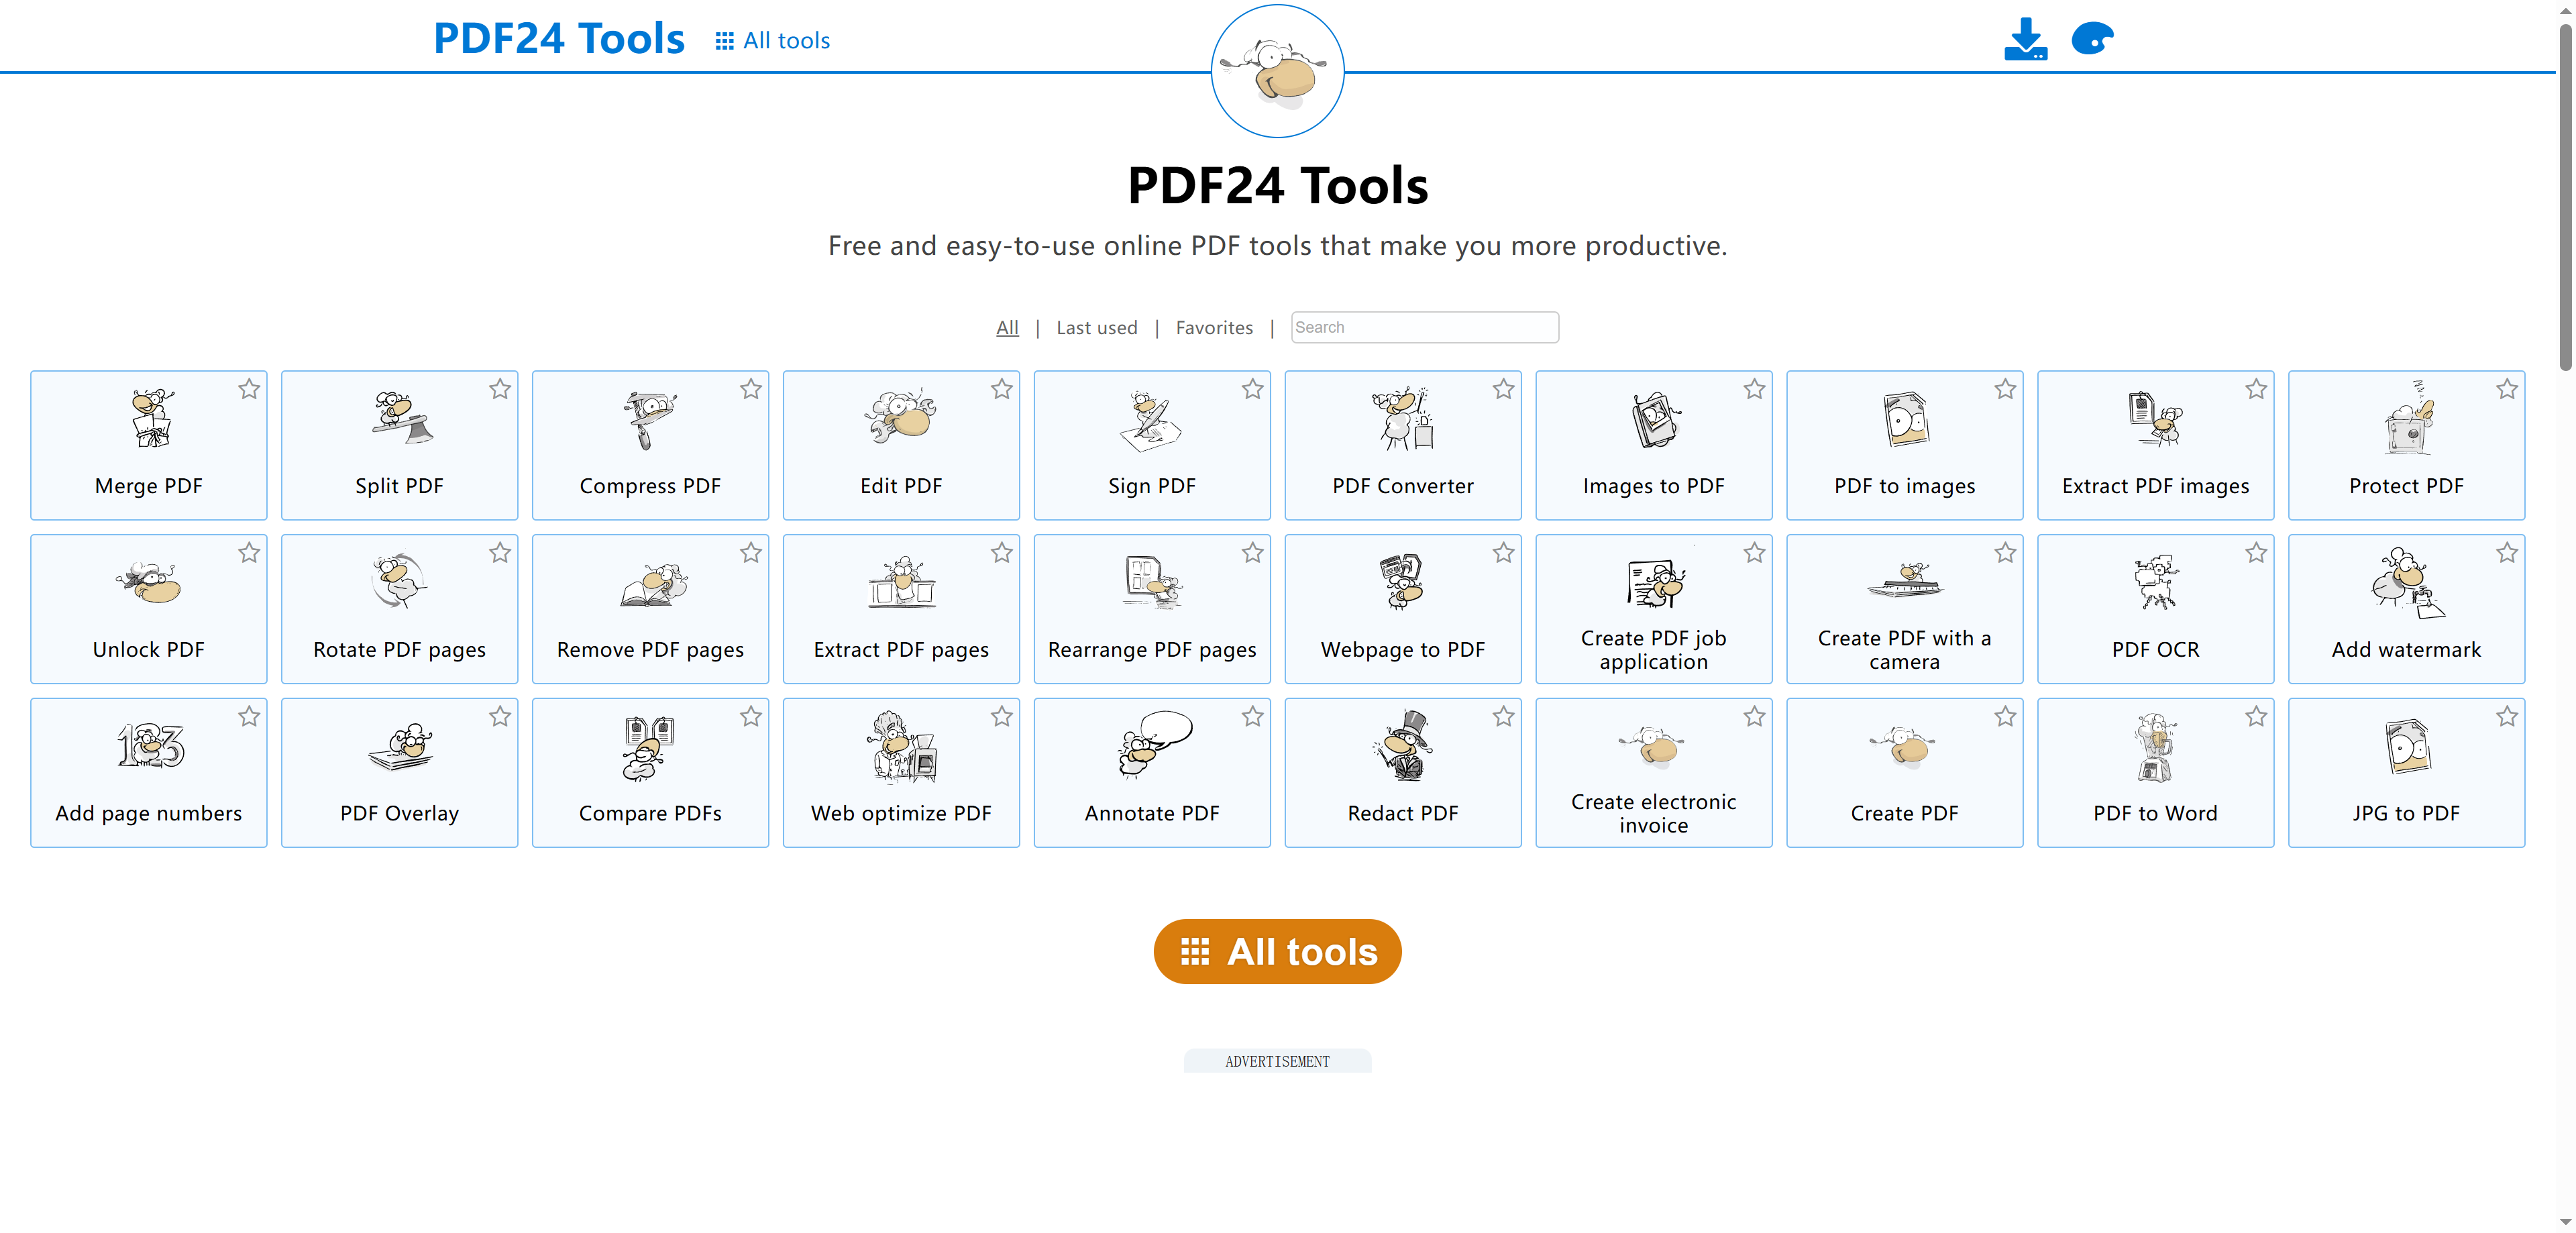 PDF24 Tools
All tools
PDF24 Tools
Free and easy-to-use online PDF tools that make you more productive.
All | Last used | Favorites | Search
Merge PDF
Split PDF
Compress PDF
Edit PDF
Sign PDF
PDF Converter
Images to PDF
PDF to images
Extract PDF images
Protect PDF
Unlock PDF
Rotate PDF pages
Remove PDF pages
Extract PDF pages
Rearrange PDF pages
Webpage to PDF
Create PDF job
application
Create PDF with a
camera
PDF OCR
Add watermark
123
Add page numbers
PDF Overlay
Compare PDFs
Web optimize PDF
Annotate PDF
Redact PDF
Create electronic
invoice
Create PDF
PDF to Word
JPG to PDF
All tools
ADVERTISEMENT